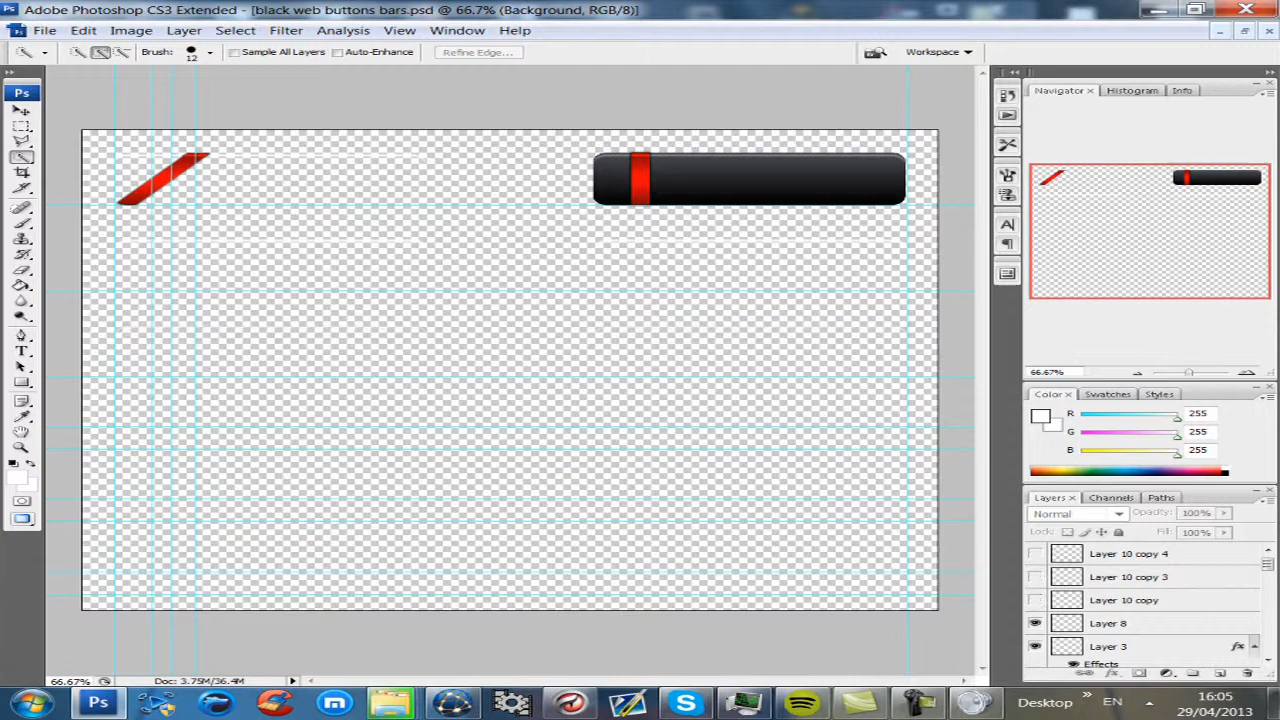 Adobe Photoshop CS3 Extended - [black web buttons bars.psd @ 66.7% (Background, RGB/8)]
File Edit Image Layer Select Filter Analysis View Window Help
Brush: 12 Sample All Layers Auto-Enhance Refine Edge... Workspace
Ps
Navigator Histogram Info
66.67%
Color Swatches Styles
R 255
G 255
B 255
Layers Channels Paths
Normal Opacity: 100%
Lock: Fill: 100%
Layer 10 copy 4
Layer 10 copy 3
Layer 10 copy
Layer 8
Layer 3 fx
Effects
66.67% Doc: 3.75M/36.4M
Ps Desktop EN 16:05
29/04/2013